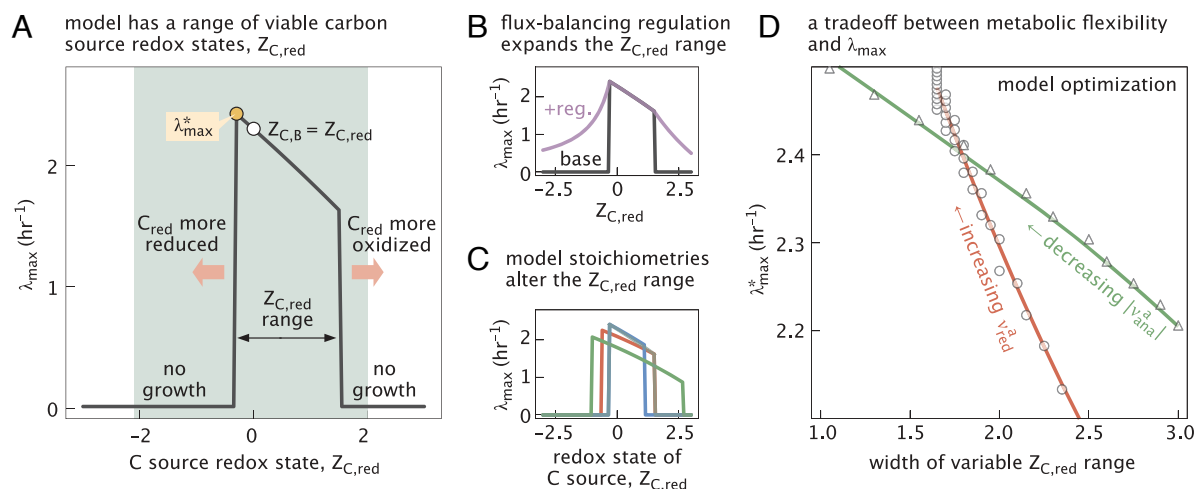 A
model has a range of viable carbon
source redox states, Z_C,red
λ_max (hr⁻¹)
2
1
0
λ*_max
Z_C,B = Z_C,red
C_red more
reduced
C_red more
oxidized
Z_C,red
range
no
growth
no
growth
−2
0
2
C source redox state, Z_C,red
B
flux-balancing regulation
expands the Z_C,red range
λ_max (hr⁻¹)
2
1
0
+reg.
base
−2.5
0
2.5
Z_C,red
C
model stoichiometries
alter the Z_C,red range
λ_max (hr⁻¹)
2
1
0
−2.5
0
2.5
redox state of
C source, Z_C,red
D
a tradeoff between metabolic flexibility
and λ_max
model optimization
λ*_max (hr⁻¹)
2.4
2.3
2.2
←increasing ν^a_red
← decreasing |ν^a_ana|
1.0
1.5
2.0
2.5
3.0
width of variable Z_C,red range